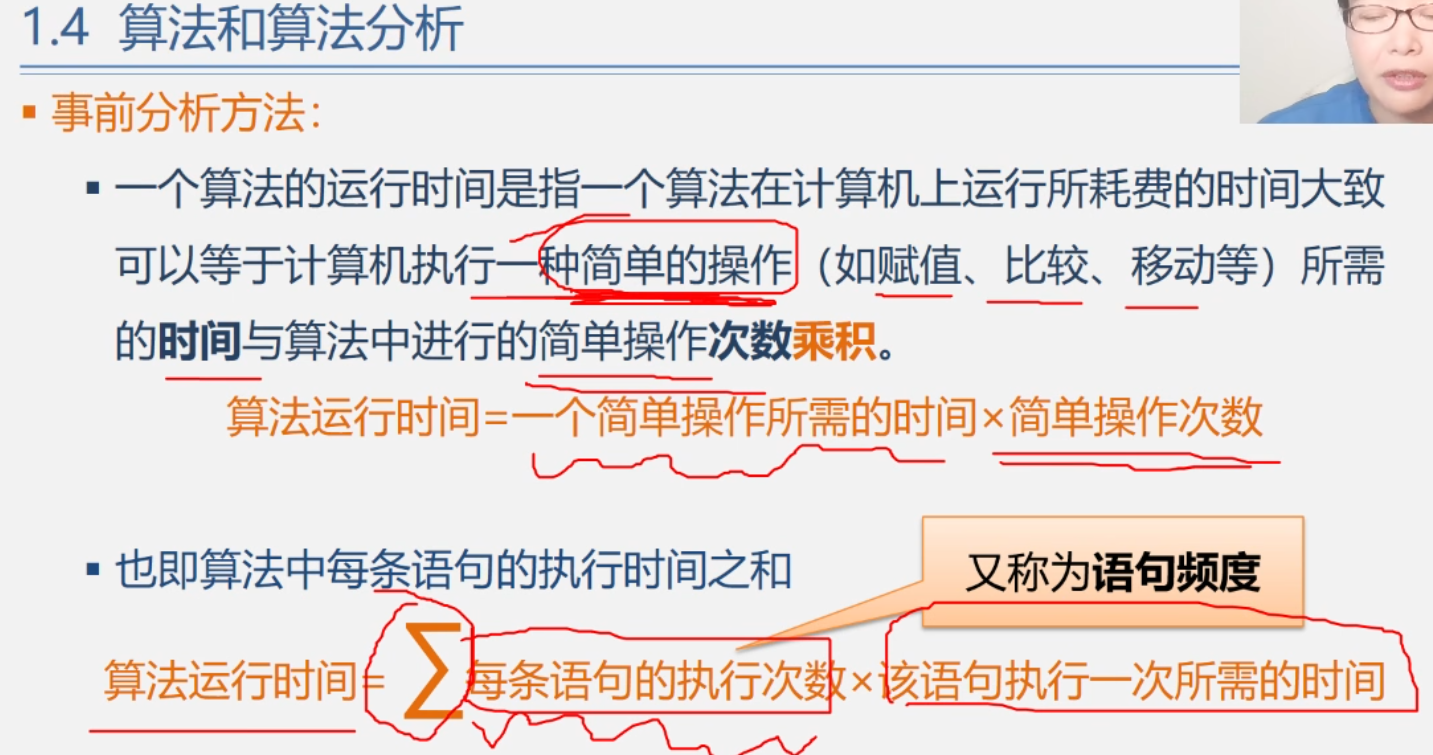 1.4 算法和算法分析
▪ 事前分析方法：
▪ 一个算法的运行时间是指一个算法在计算机上运行所耗费的时间大致
可以等于计算机执行一种简单的操作（如赋值、比较、移动等）所需
的时间与算法中进行的简单操作次数乘积。
算法运行时间=一个简单操作所需的时间×简单操作次数
▪ 也即算法中每条语句的执行时间之和
又称为语句频度
算法运行时间=∑每条语句的执行次数×该语句执行一次所需的时间